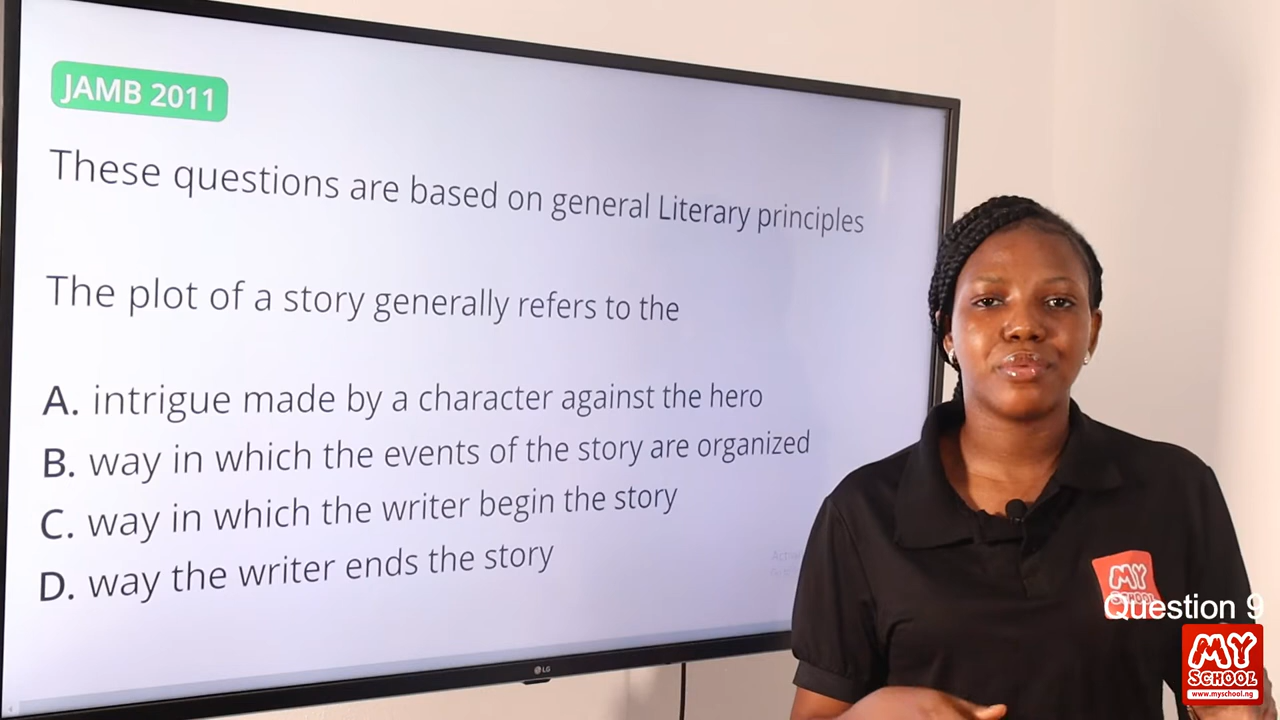 JAMB 2011
These questions are based on general Literary principles
The plot of a story generally refers to the
A. intrigue made by a character against the hero
B. way in which the events of the story are organized
C. way in which the writer begin the story
D. way the writer ends the story
LG
MY
SCHOOL
Question 9
MY
SCHOOL
www.myschool.ng